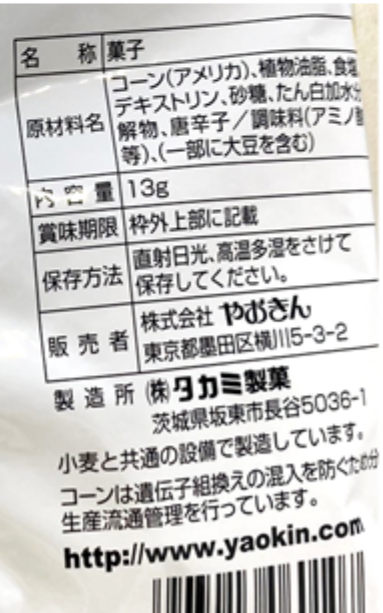 名称 菓子
原材料名 コーン(アメリカ)、植物油脂、食塩、
デキストリン、砂糖、たん白加水分
解物、唐辛子／調味料(アミノ酸
等)、(一部に大豆を含む)
内容量 13g
賞味期限 枠外上部に記載
保存方法 直射日光、高温多湿をさけて
保存してください。
販売者 株式会社 やおきん
東京都墨田区横川5-3-2
製造所 (株)タカミ製菓
茨城県坂東市長谷5036-1
小麦と共通の設備で製造しています。
コーンは遺伝子組換えの混入を防ぐため分
生産流通管理を行っています。
http://www.yaokin.com